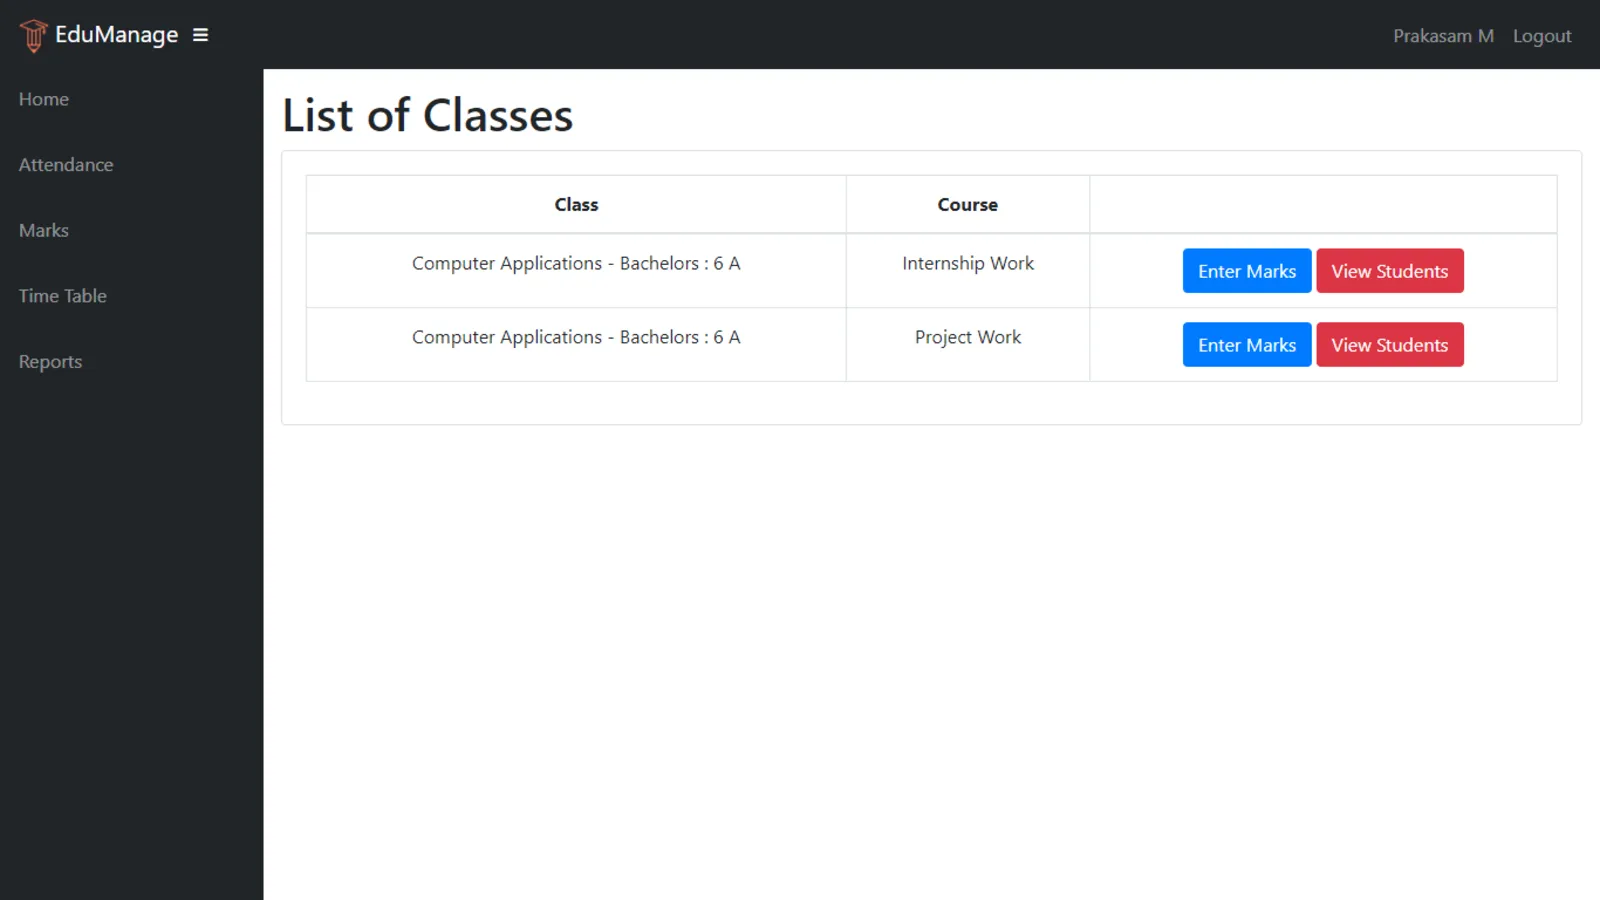 EduManage
Prakasam M Logout
Home
Attendance
Marks
Time Table
Reports
List of Classes
Class Course
Computer Applications - Bachelors : 6 A Internship Work Enter Marks View Students
Computer Applications - Bachelors : 6 A Project Work Enter Marks View Students